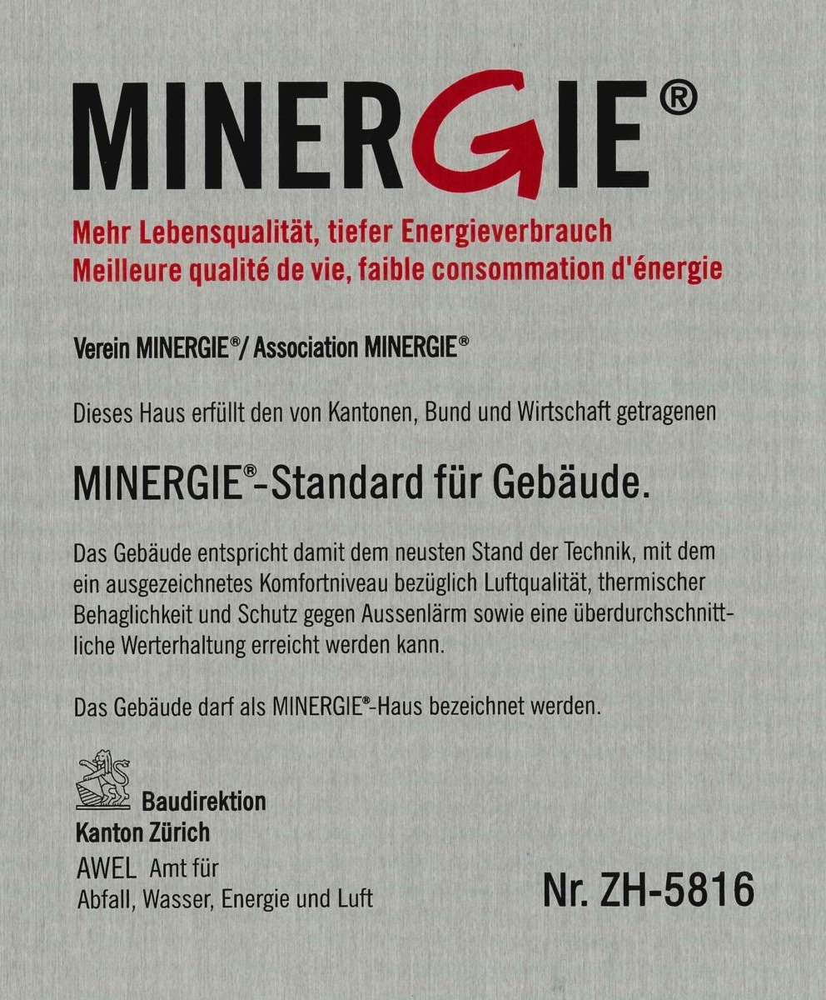 MINERGIE®
Mehr Lebensqualität, tiefer Energieverbrauch
Meilleure qualité de vie, faible consommation d'énergie
Verein MINERGIE®/ Association MINERGIE®
Dieses Haus erfüllt den von Kantonen, Bund und Wirtschaft getragenen
MINERGIE®-Standard für Gebäude.
Das Gebäude entspricht damit dem neusten Stand der Technik, mit dem
ein ausgezeichnetes Komfortniveau bezüglich Luftqualität, thermischer
Behaglichkeit und Schutz gegen Aussenlärm sowie eine überdurchschnitt-
liche Werterhaltung erreicht werden kann.
Das Gebäude darf als MINERGIE®-Haus bezeichnet werden.
Baudirektion
Kanton Zürich
AWEL Amt für
Abfall, Wasser, Energie und Luft
Nr. ZH-5816